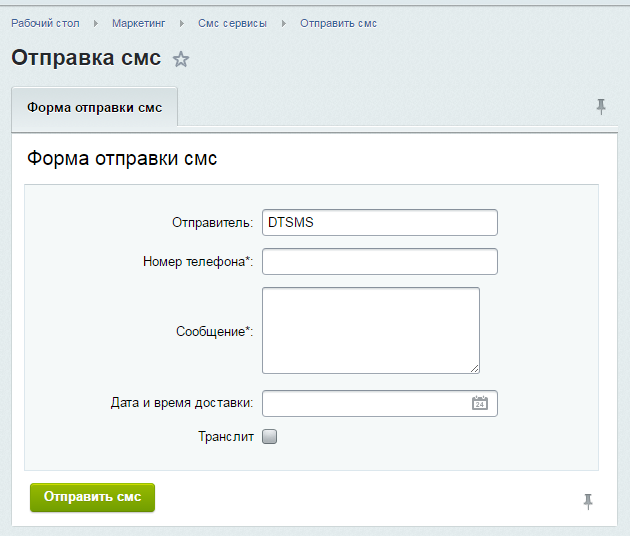 Рабочий стол Маркетинг Смс сервисы Отправить смс
Отправка смс
Форма отправки смс
Форма отправки смс
Отправитель: DTSMS
Номер телефона*:
Сообщение*:
Дата и время доставки: 24
Транслит
Отправить смс